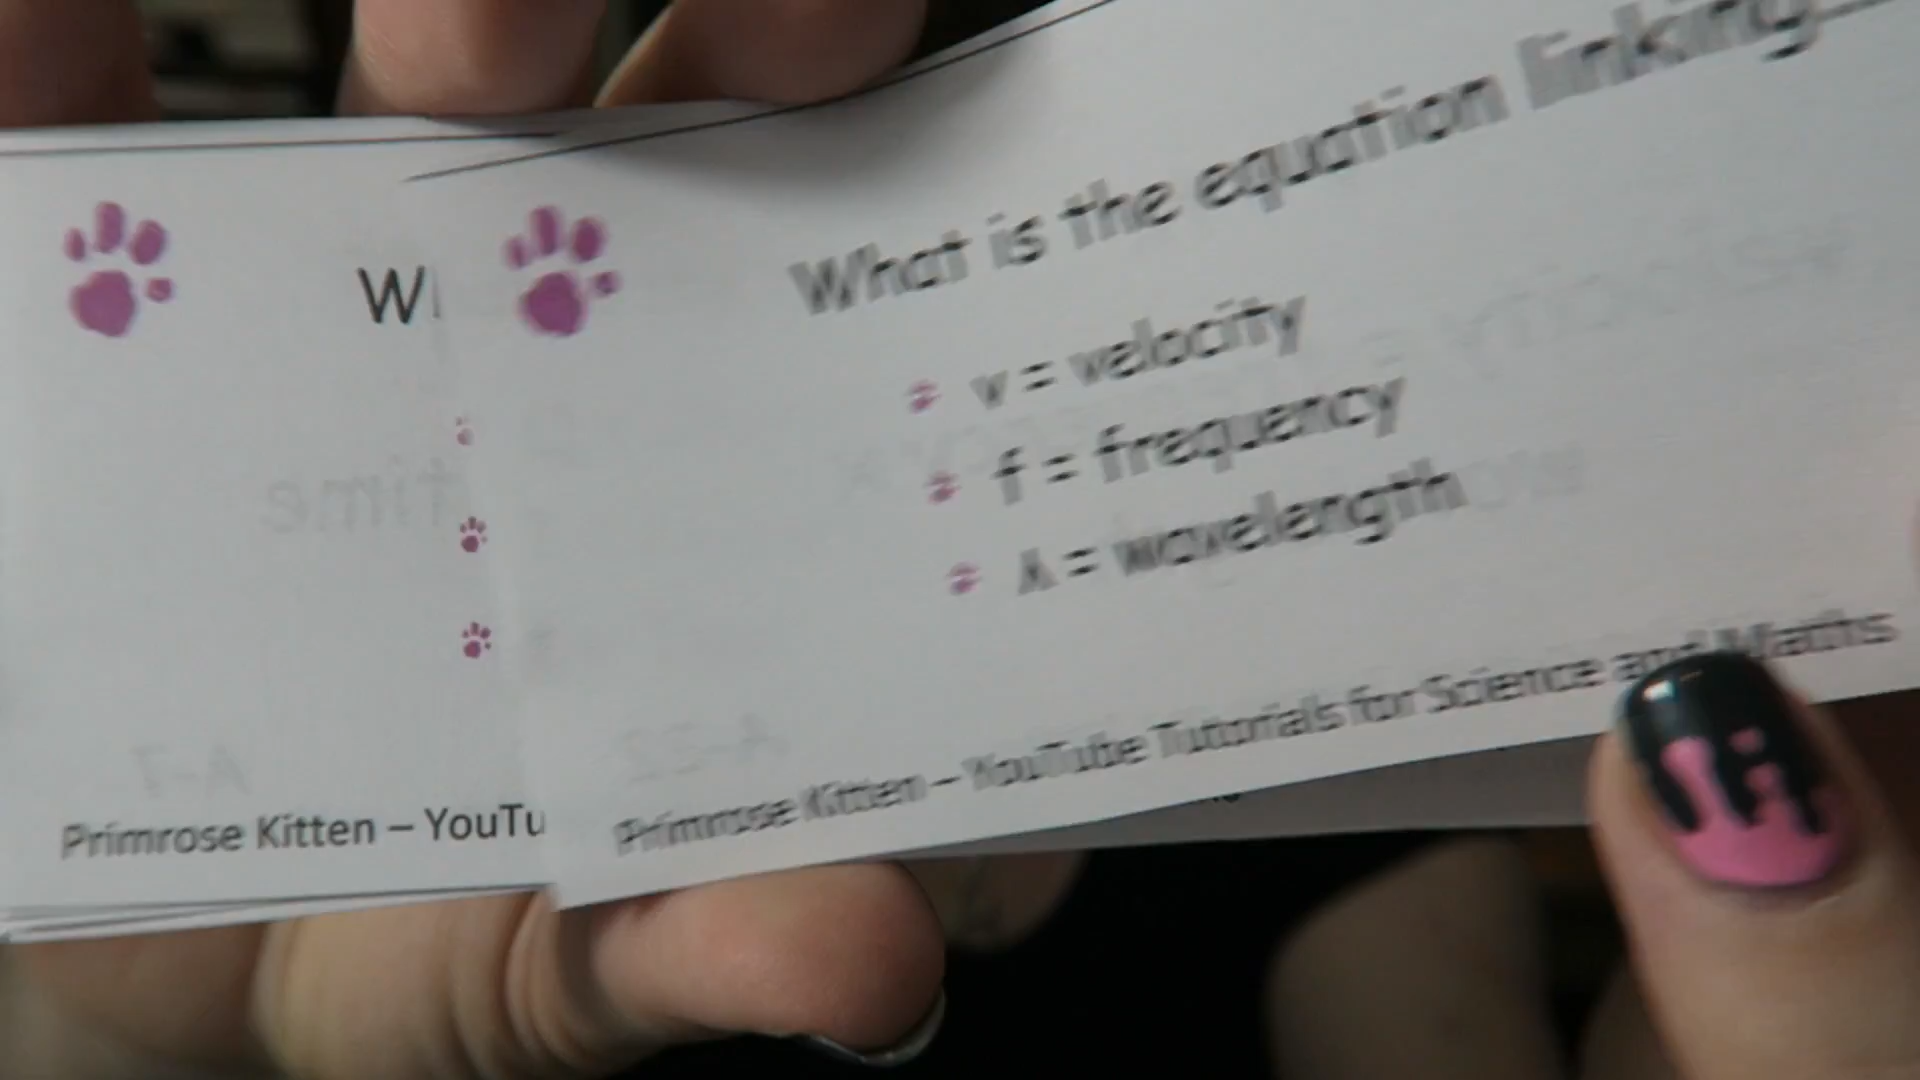 W
Primrose Kitten – YouTu
What is the equation linking
v = velocity
f = frequency
λ = wavelength
Primrose Kitten – YouTube Tutorials for Science and Maths